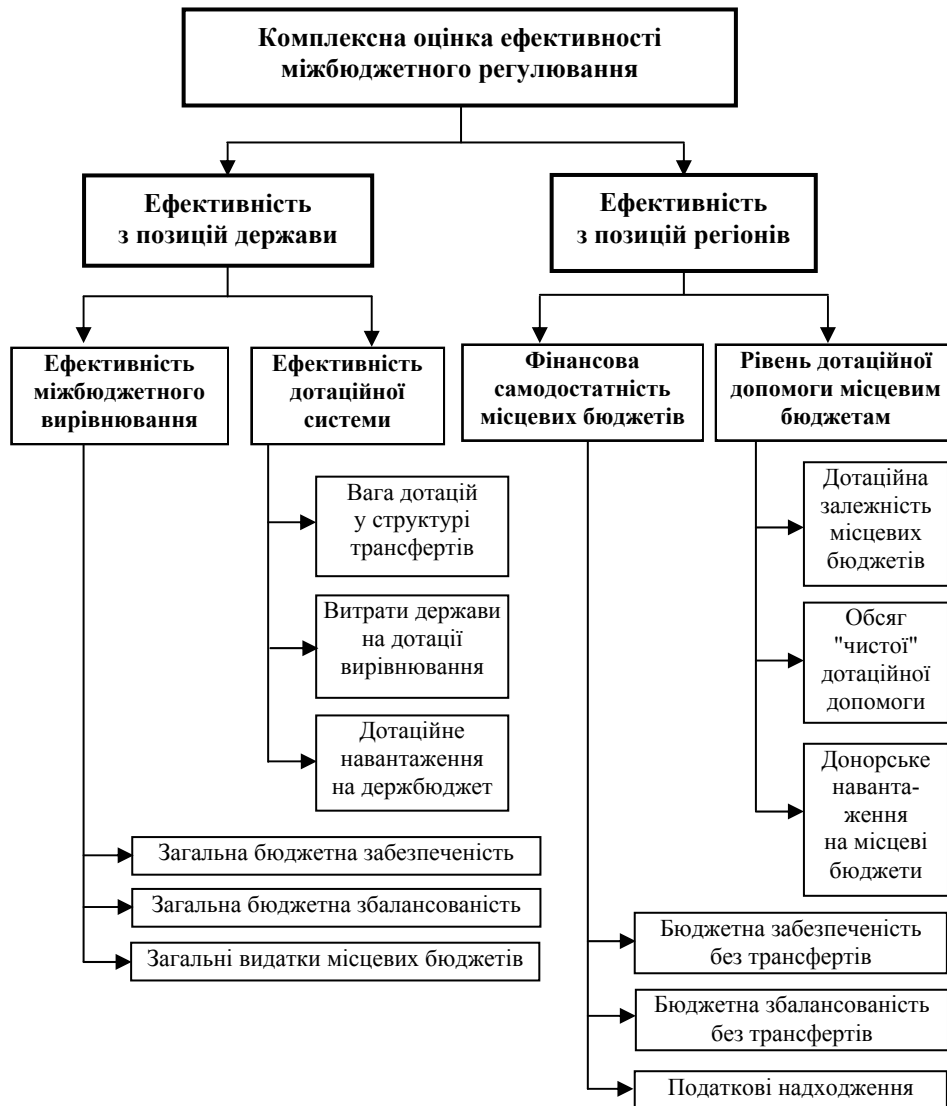 Комплексна оцінка ефективності
міжбюджетного регулювання
Ефективність
з позицій держави
Ефективність
з позицій регіонів
Ефективність
міжбюджетного
вирівнювання
Ефективність
дотаційної
системи
Фінансова
самодостатність
місцевих бюджетів
Рівень дотаційної
допомоги місцевим
бюджетам
Вага дотацій
у структурі
трансфертів
Витрати держави
на дотації
вирівнювання
Дотаційне
навантаження
на держбюджет
Дотаційна
залежність
місцевих
бюджетів
Обсяг
"чистої"
дотаційної
допомоги
Донорське
наванта-
ження
на місцеві
бюджети
Загальна бюджетна забезпеченість
Загальна бюджетна збалансованість
Загальні видатки місцевих бюджетів
Бюджетна забезпеченість
без трансфертів
Бюджетна збалансованість
без трансфертів
Податкові надходження